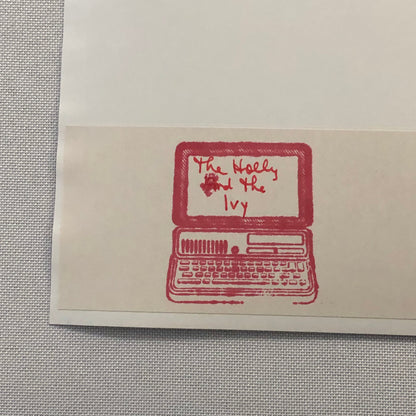 The Holly
and the
Ivy